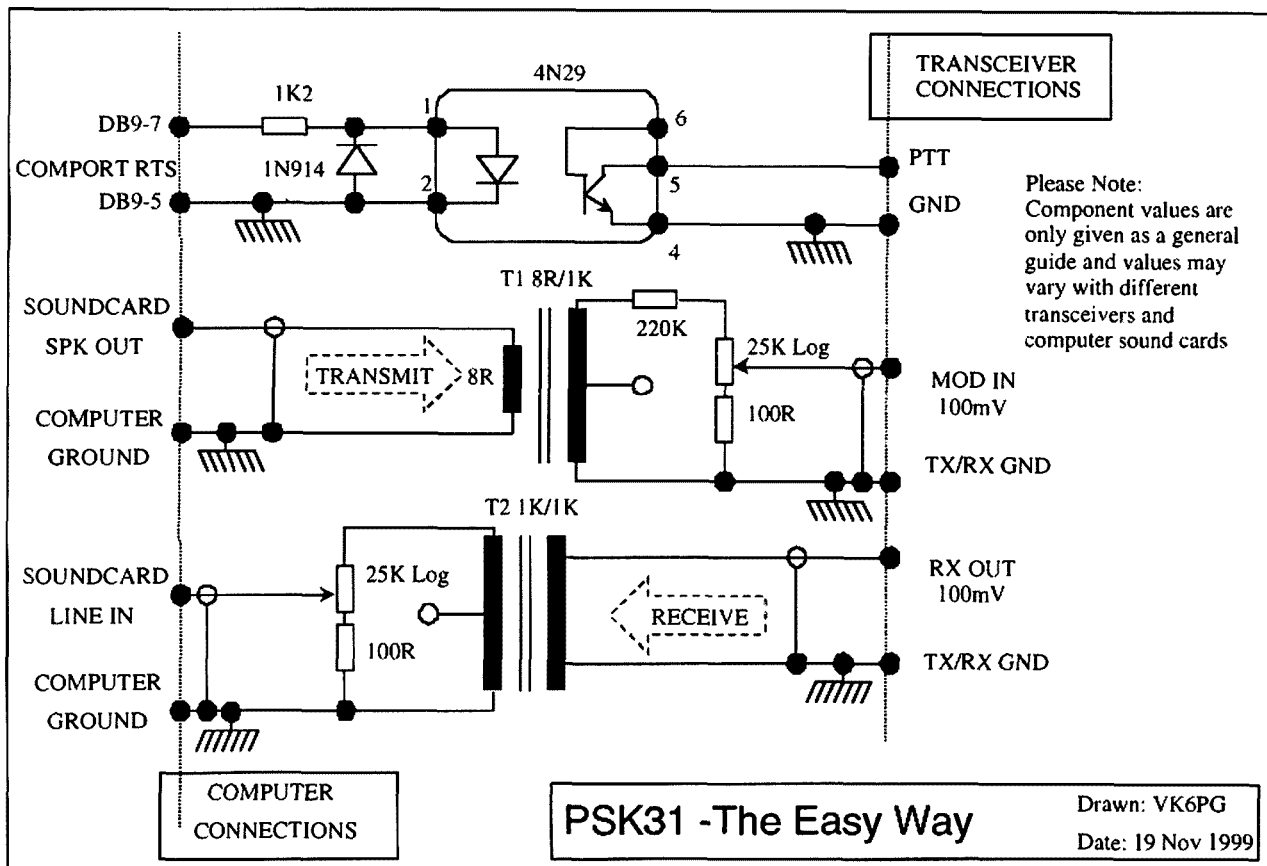 4N29
TRANSCEIVER
CONNECTIONS
1K2
1
6
DB9-7
COMPORT RTS
1N914
DB9-5
2
5
4
PTT
GND
Please Note:
Component values are
only given as a general
guide and values may
vary with different
transceivers and
computer sound cards
T1 8R/1K
SOUNDCARD
SPK OUT
TRANSMIT
8R
220K
25K Log
100R
MOD IN
100mV
COMPUTER
GROUND
TX/RX GND
T2 1K/1K
SOUNDCARD
LINE IN
25K Log
100R
RECEIVE
RX OUT
100mV
COMPUTER
GROUND
TX/RX GND
COMPUTER
CONNECTIONS
PSK31 -The Easy Way
Drawn: VK6PG
Date: 19 Nov 1999